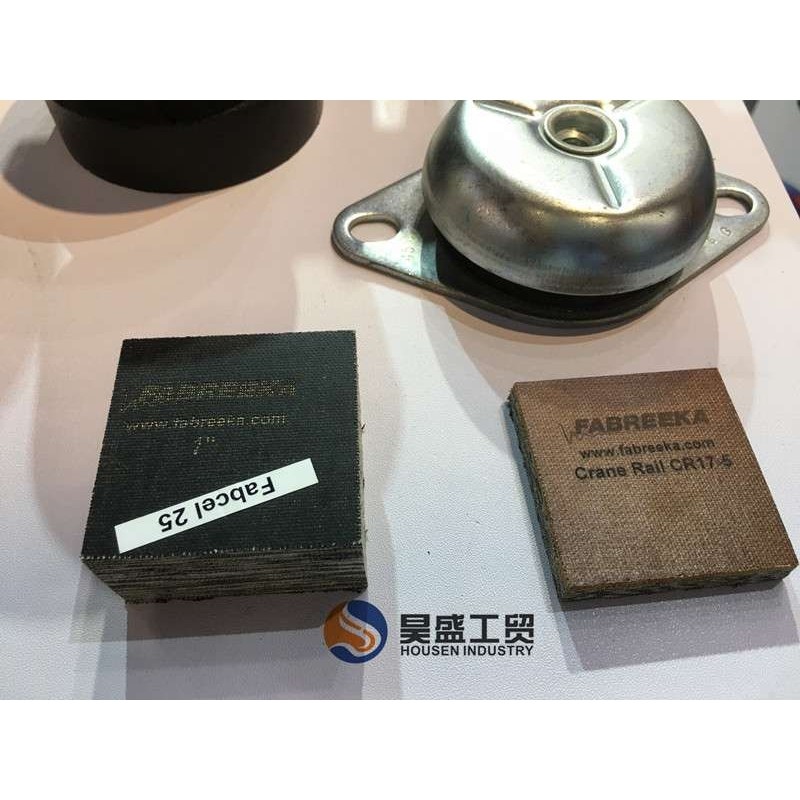 FABREEKA
www.fabreeka.com
1"
Fabcel 25
FABREEKA
www.fabreeka.com
Crane Rail CR17-5
昊盛工贸
HOUSEN INDUSTRY